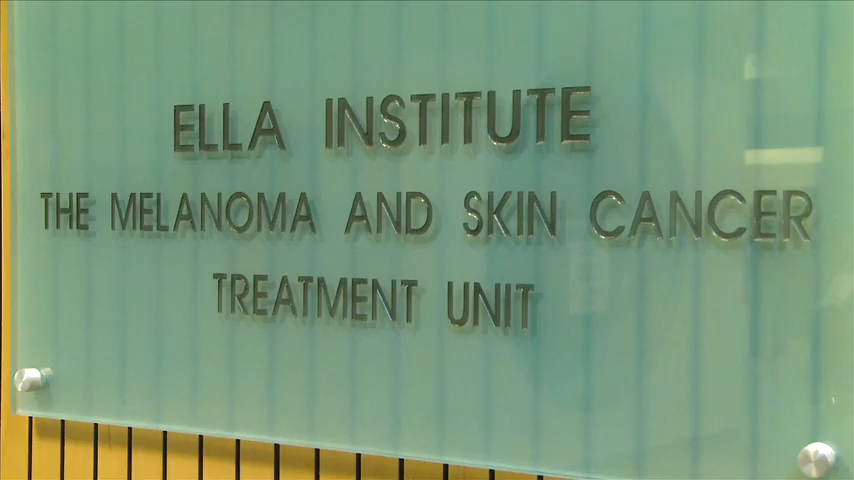 ELLA INSTITUTE
THE MELANOMA AND SKIN CANCER
TREATMENT UNIT